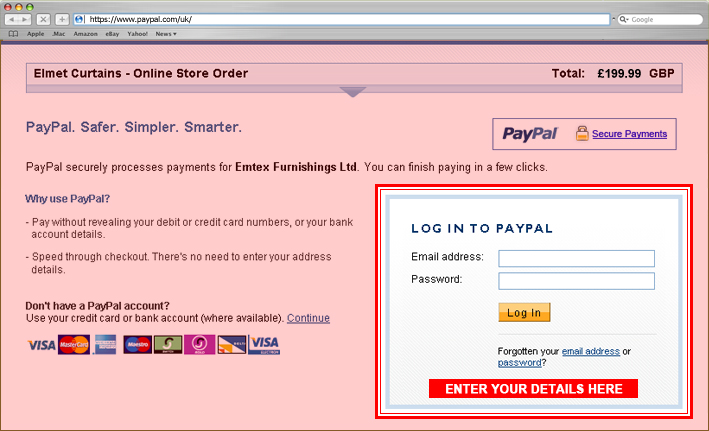 https://www.paypal.com/uk/
Google
Apple .Mac Amazon eBay Yahoo! News
Elmet Curtains - Online Store Order
Total: £199.99 GBP
PayPal. Safer. Simpler. Smarter.
PayPal Secure Payments
PayPal securely processes payments for Emtex Furnishings Ltd. You can finish paying in a few clicks.
Why use PayPal?
- Pay without revealing your debit or credit card numbers, or your bank
account details.
- Speed through checkout. There's no need to enter your address
details.
Don't have a PayPal account?
Use your credit card or bank account (where available). Continue
VISA MasterCard Maestro SOLO VISA
ELECTRON
LOG IN TO PAYPAL
Email address:
Password:
Log In
Forgotten your email address or
password?
ENTER YOUR DETAILS HERE